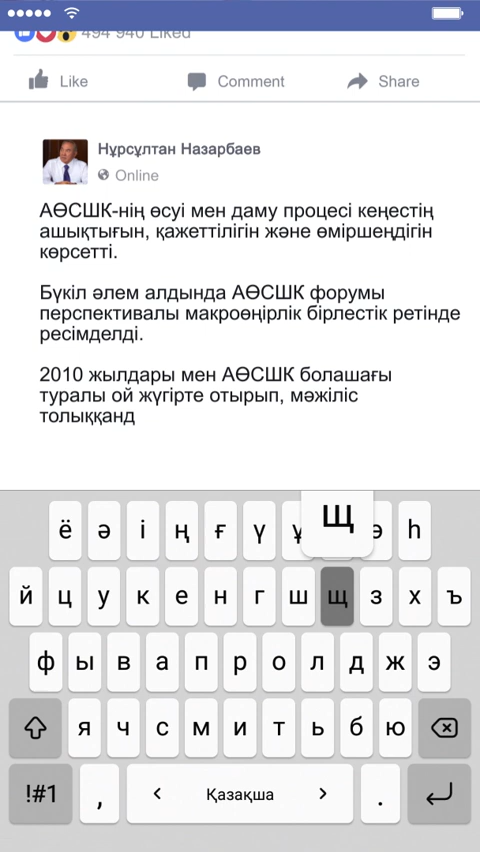 494 940 Liked
Like Comment Share
Нұрсұлтан Назарбаев
Online
АӨСШК-нің өсуі мен даму процесі кеңестің
ашықтығын, қажеттілігін және өміршеңдігін
көрсетті.
Бүкіл әлем алдында АӨСШК форумы
перспективалы макроөңірлік бірлестік ретінде
ресімделді.
2010 жылдары мен АӨСШК болашағы
туралы ой жүгірте отырып, мәжіліс
толыққанд
Щ
ё ә і ң ғ ү ұ ө һ
й ц у к е н г ш щ з х ъ
ф ы в а п р о л д ж э
я ч с м и т ь б ю
!#1 , < Қазақша > .